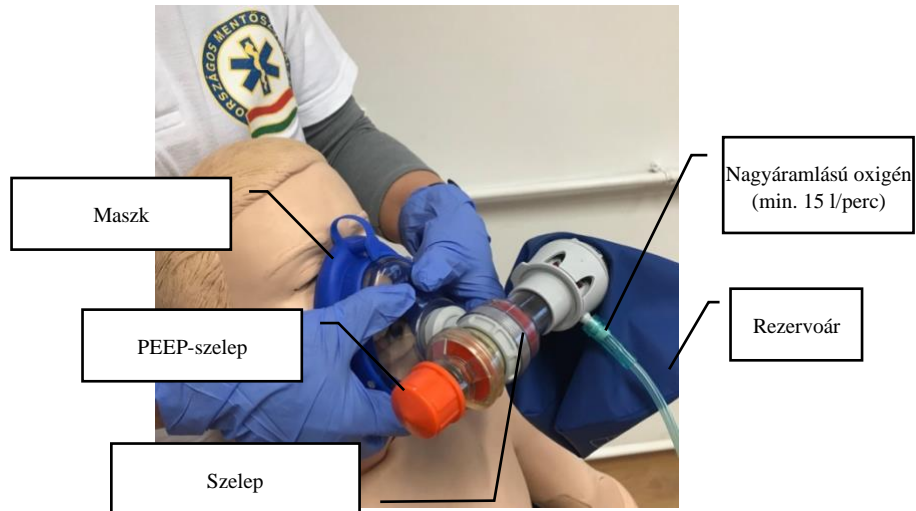 ORSZÁGOS MENTŐSZ
Maszk
PEEP-szelep
Szelep
Nagyáramlású oxigén
(min. 15 l/perc)
Rezervoár